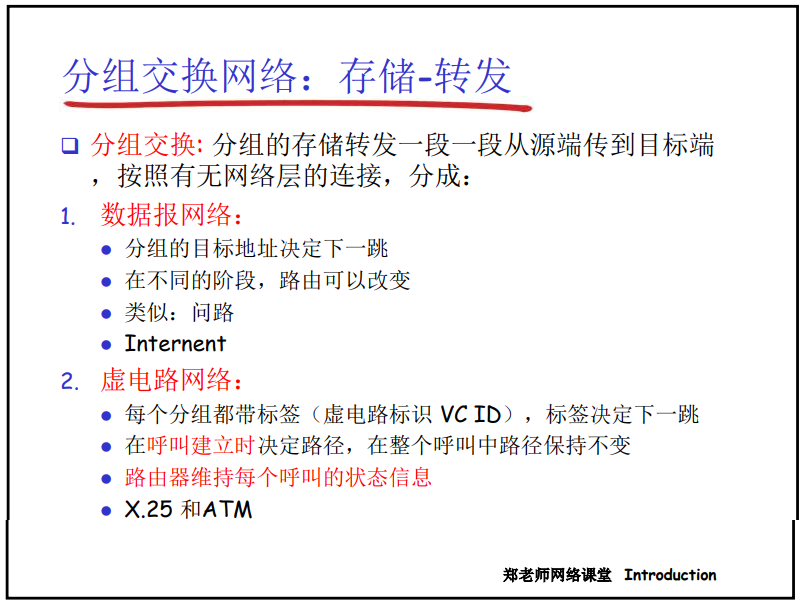 分组交换网络：存储-转发
分组交换: 分组的存储转发一段一段从源端传到目标端
，按照有无网络层的连接，分成：
1. 数据报网络：
分组的目标地址决定下一跳
在不同的阶段，路由可以改变
类似：问路
Internent
2. 虚电路网络：
每个分组都带标签（虚电路标识 VC ID），标签决定下一跳
在呼叫建立时决定路径，在整个呼叫中路径保持不变
路由器维持每个呼叫的状态信息
X.25 和ATM
郑老师网络课堂 Introduction